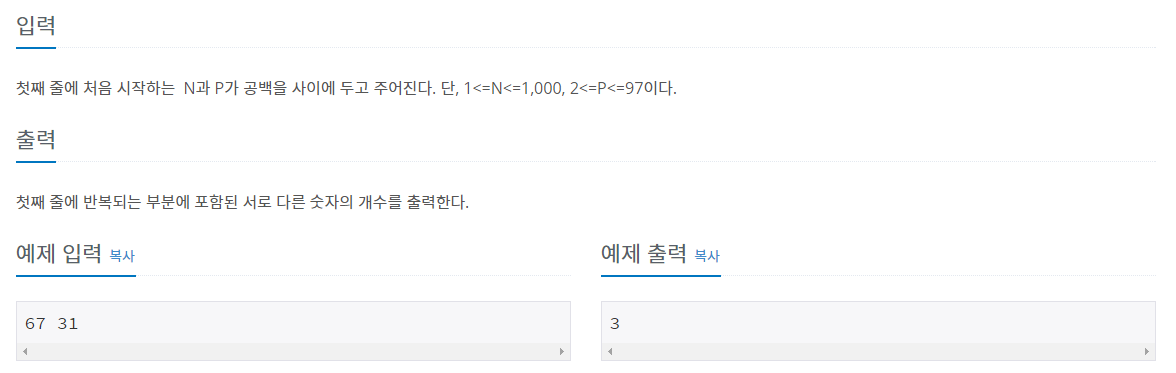 입력
첫째 줄에 처음 시작하는  N과 P가 공백을 사이에 두고 주어진다. 단, 1<=N<=1,000, 2<=P<=97이다.
출력
첫째 줄에 반복되는 부분에 포함된 서로 다른 숫자의 개수를 출력한다.
예제 입력 복사
67 31
예제 출력 복사
3